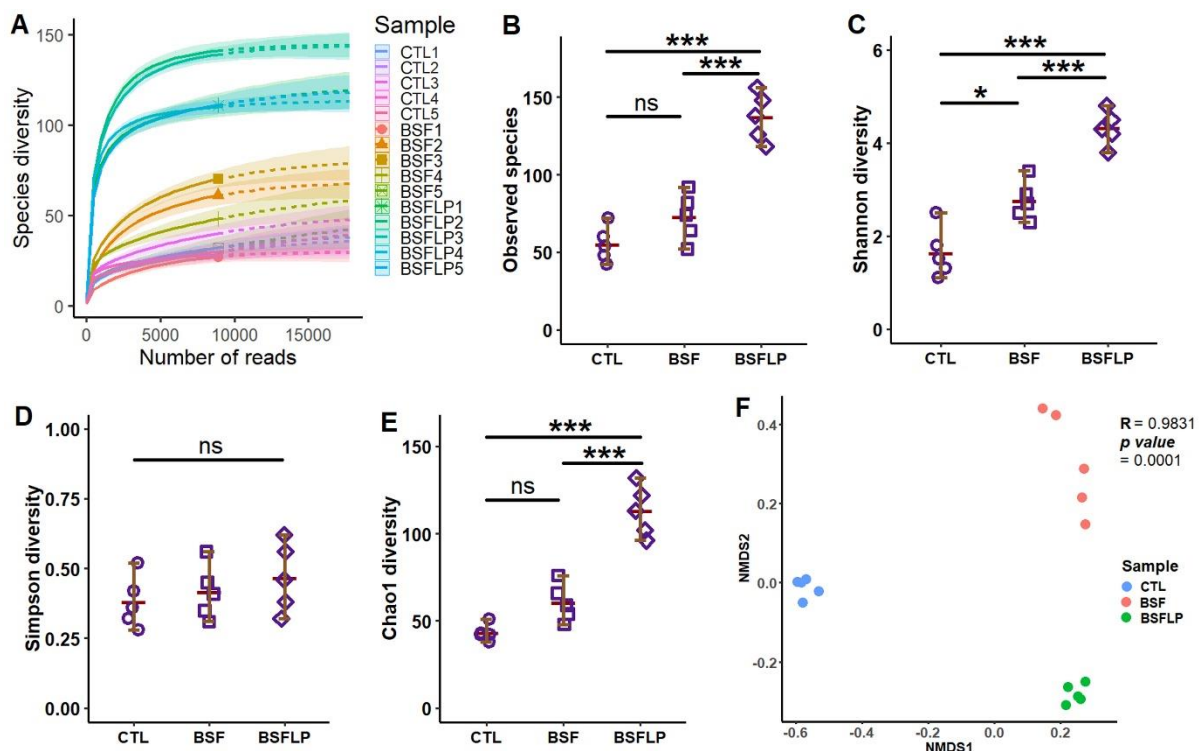 A
Species diversity
150
100
50
0
0 5000 10000 15000
Number of reads
Sample
CTL1
CTL2
CTL3
CTL4
CTL5
BSF1
BSF2
BSF3
BSF4
BSF5
BSFLP1
BSFLP2
BSFLP3
BSFLP4
BSFLP5
B
Observed species
150
100
50
0
***
***
ns
CTL BSF BSFLP
C
Shannon diversity
6
4
2
0
***
***
*
CTL BSF BSFLP
D
Simpson diversity
1.00
0.75
0.50
0.25
0.00
ns
CTL BSF BSFLP
E
Chao1 diversity
150
100
50
0
***
***
ns
CTL BSF BSFLP
F
NMDS2
0.4
0.2
0.0
-0.2
-0.6 -0.4 -0.2 0.0 0.2
NMDS1
R = 0.9831
p value
= 0.0001
Sample
CTL
BSF
BSFLP